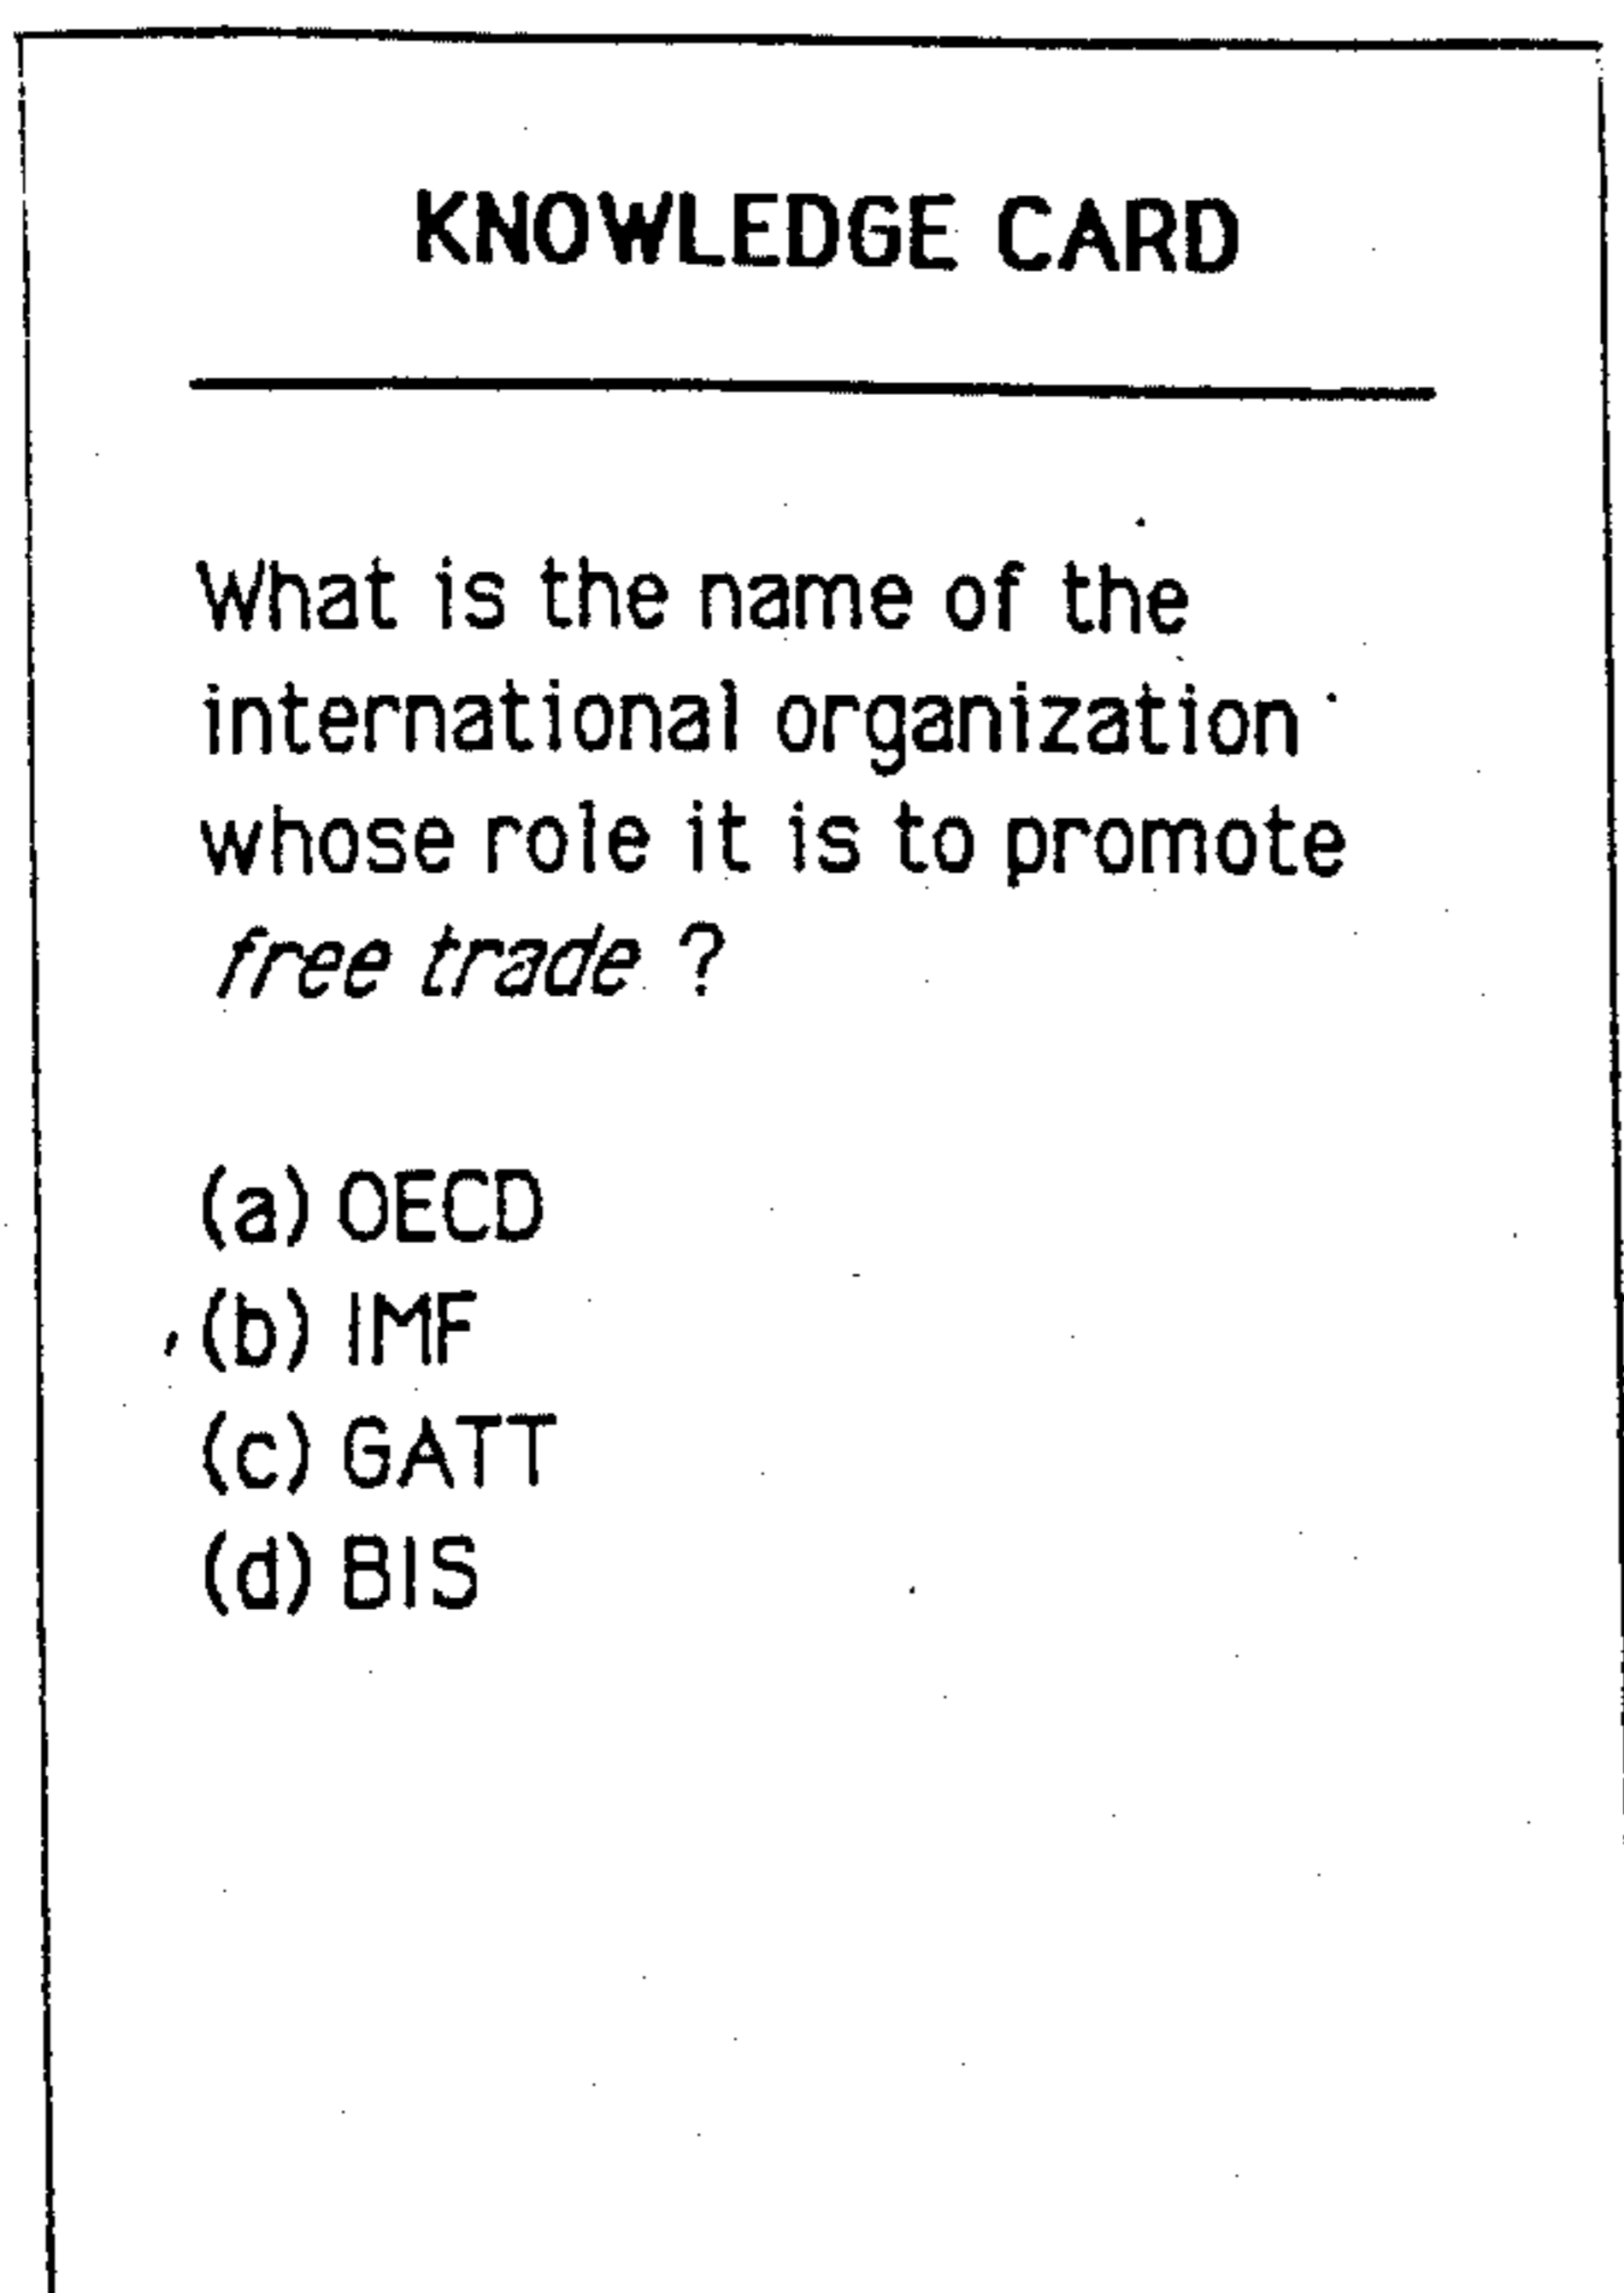 KNOWLEDGE CARD
What is the name of the
international organization
whose role it is to promote
free trade ?
(a) OECD
(b) IMF
(c) GATT
(d) BIS